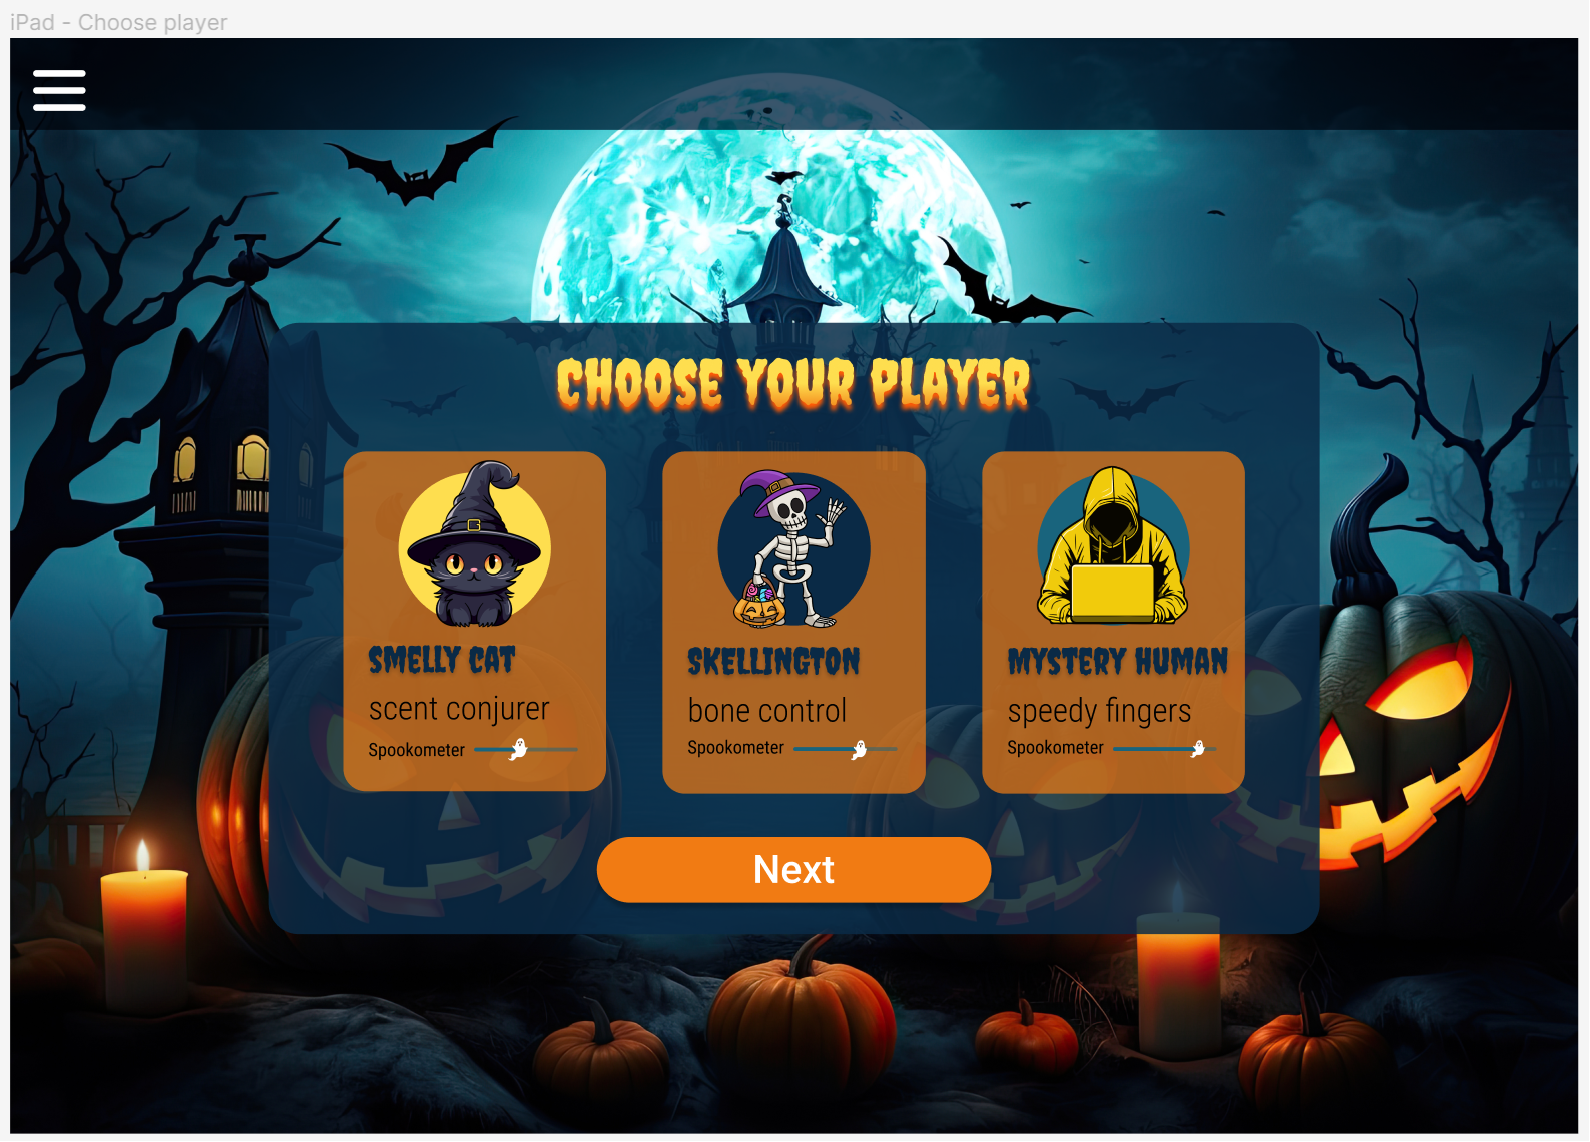 iPad - Choose player
CHOOSE YOUR PLAYER
SMELLY CAT
scent conjurer
Spookometer
SKELLINGTON
bone control
Spookometer
MYSTERY HUMAN
speedy fingers
Spookometer
Next